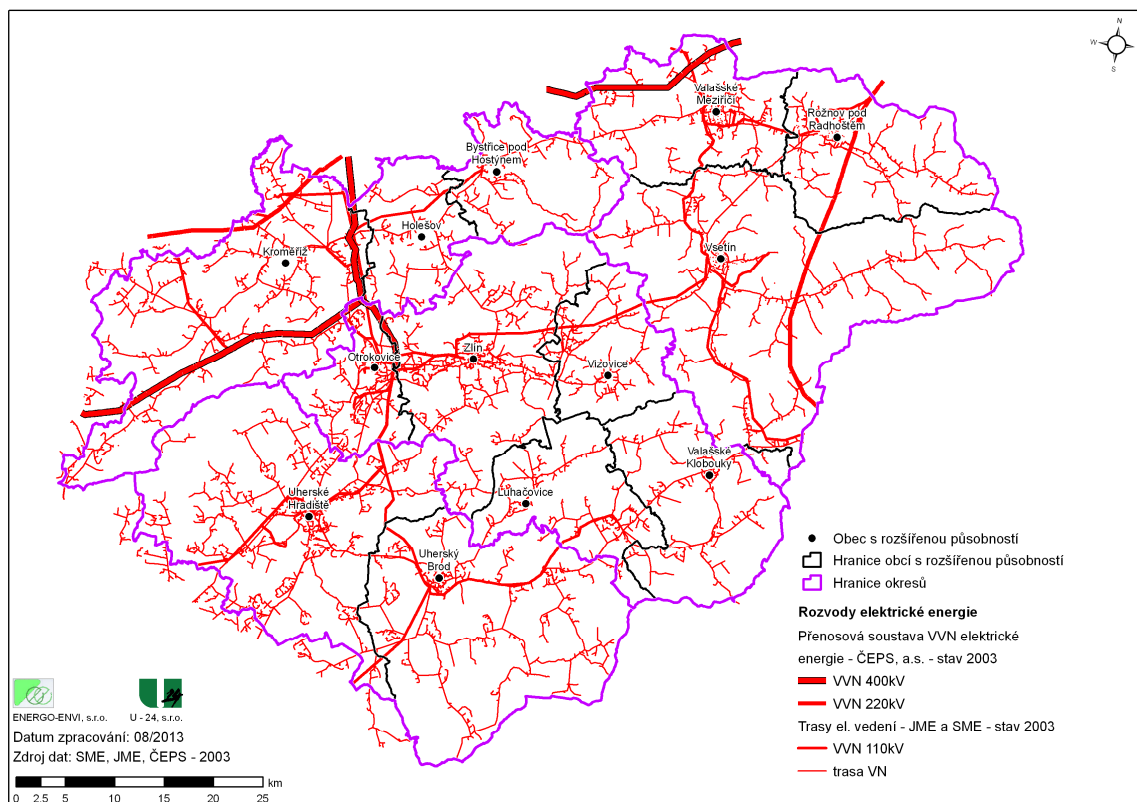 N
W
S
Valašské
Meziříčí
Rožnov pod
Radhoštěm
Bystřice pod
Hostýnem
Holešov
Kroměříž
Vsetín
Otrokovice
Zlín
Vizovice
Valašské
Klobouky
Uherské
Hradiště
Luhačovice
Uherský
Brod
Obec s rozšířenou působností
Hranice obcí s rozšířenou působností
Hranice okresů
Rozvody elektrické energie
Přenosová soustava VVN elektrické
energie - ČEPS, a.s. - stav 2003
VVN 400kV
VVN 220kV
Trasy el. vedení - JME a SME - stav 2003
VVN 110kV
trasa VN
ENERGO-ENVI, s.r.o. U - 24, s.r.o.
Datum zpracování: 08/2013
Zdroj dat: SME, JME, ČEPS - 2003
km
0 2.5 5 10 15 20 25